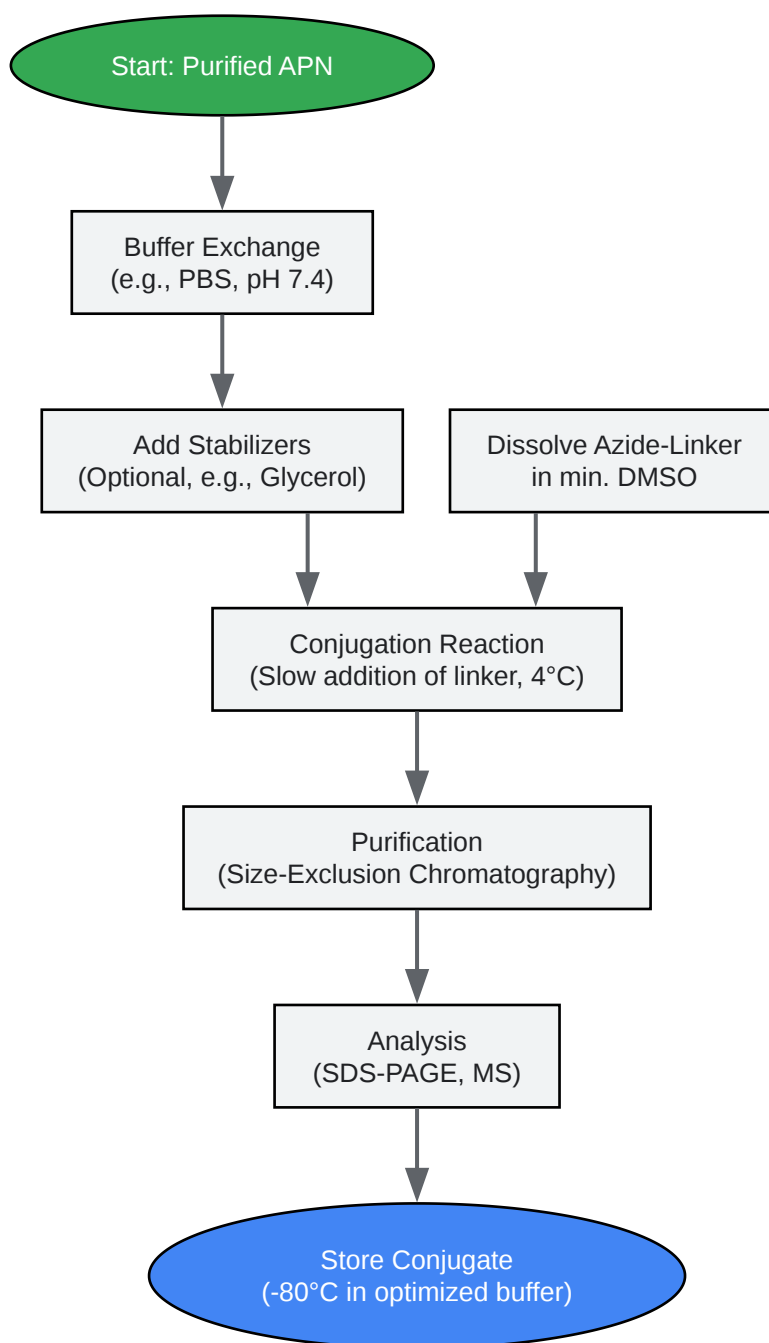 Start: Purified APN
Buffer Exchange
(e.g., PBS, pH 7.4)
Add Stabilizers
(Optional, e.g., Glycerol)
Dissolve Azide-Linker
in min. DMSO
Conjugation Reaction
(Slow addition of linker, 4°C)
Purification
(Size-Exclusion Chromatography)
Analysis
(SDS-PAGE, MS)
Store Conjugate
(-80°C in optimized buffer)